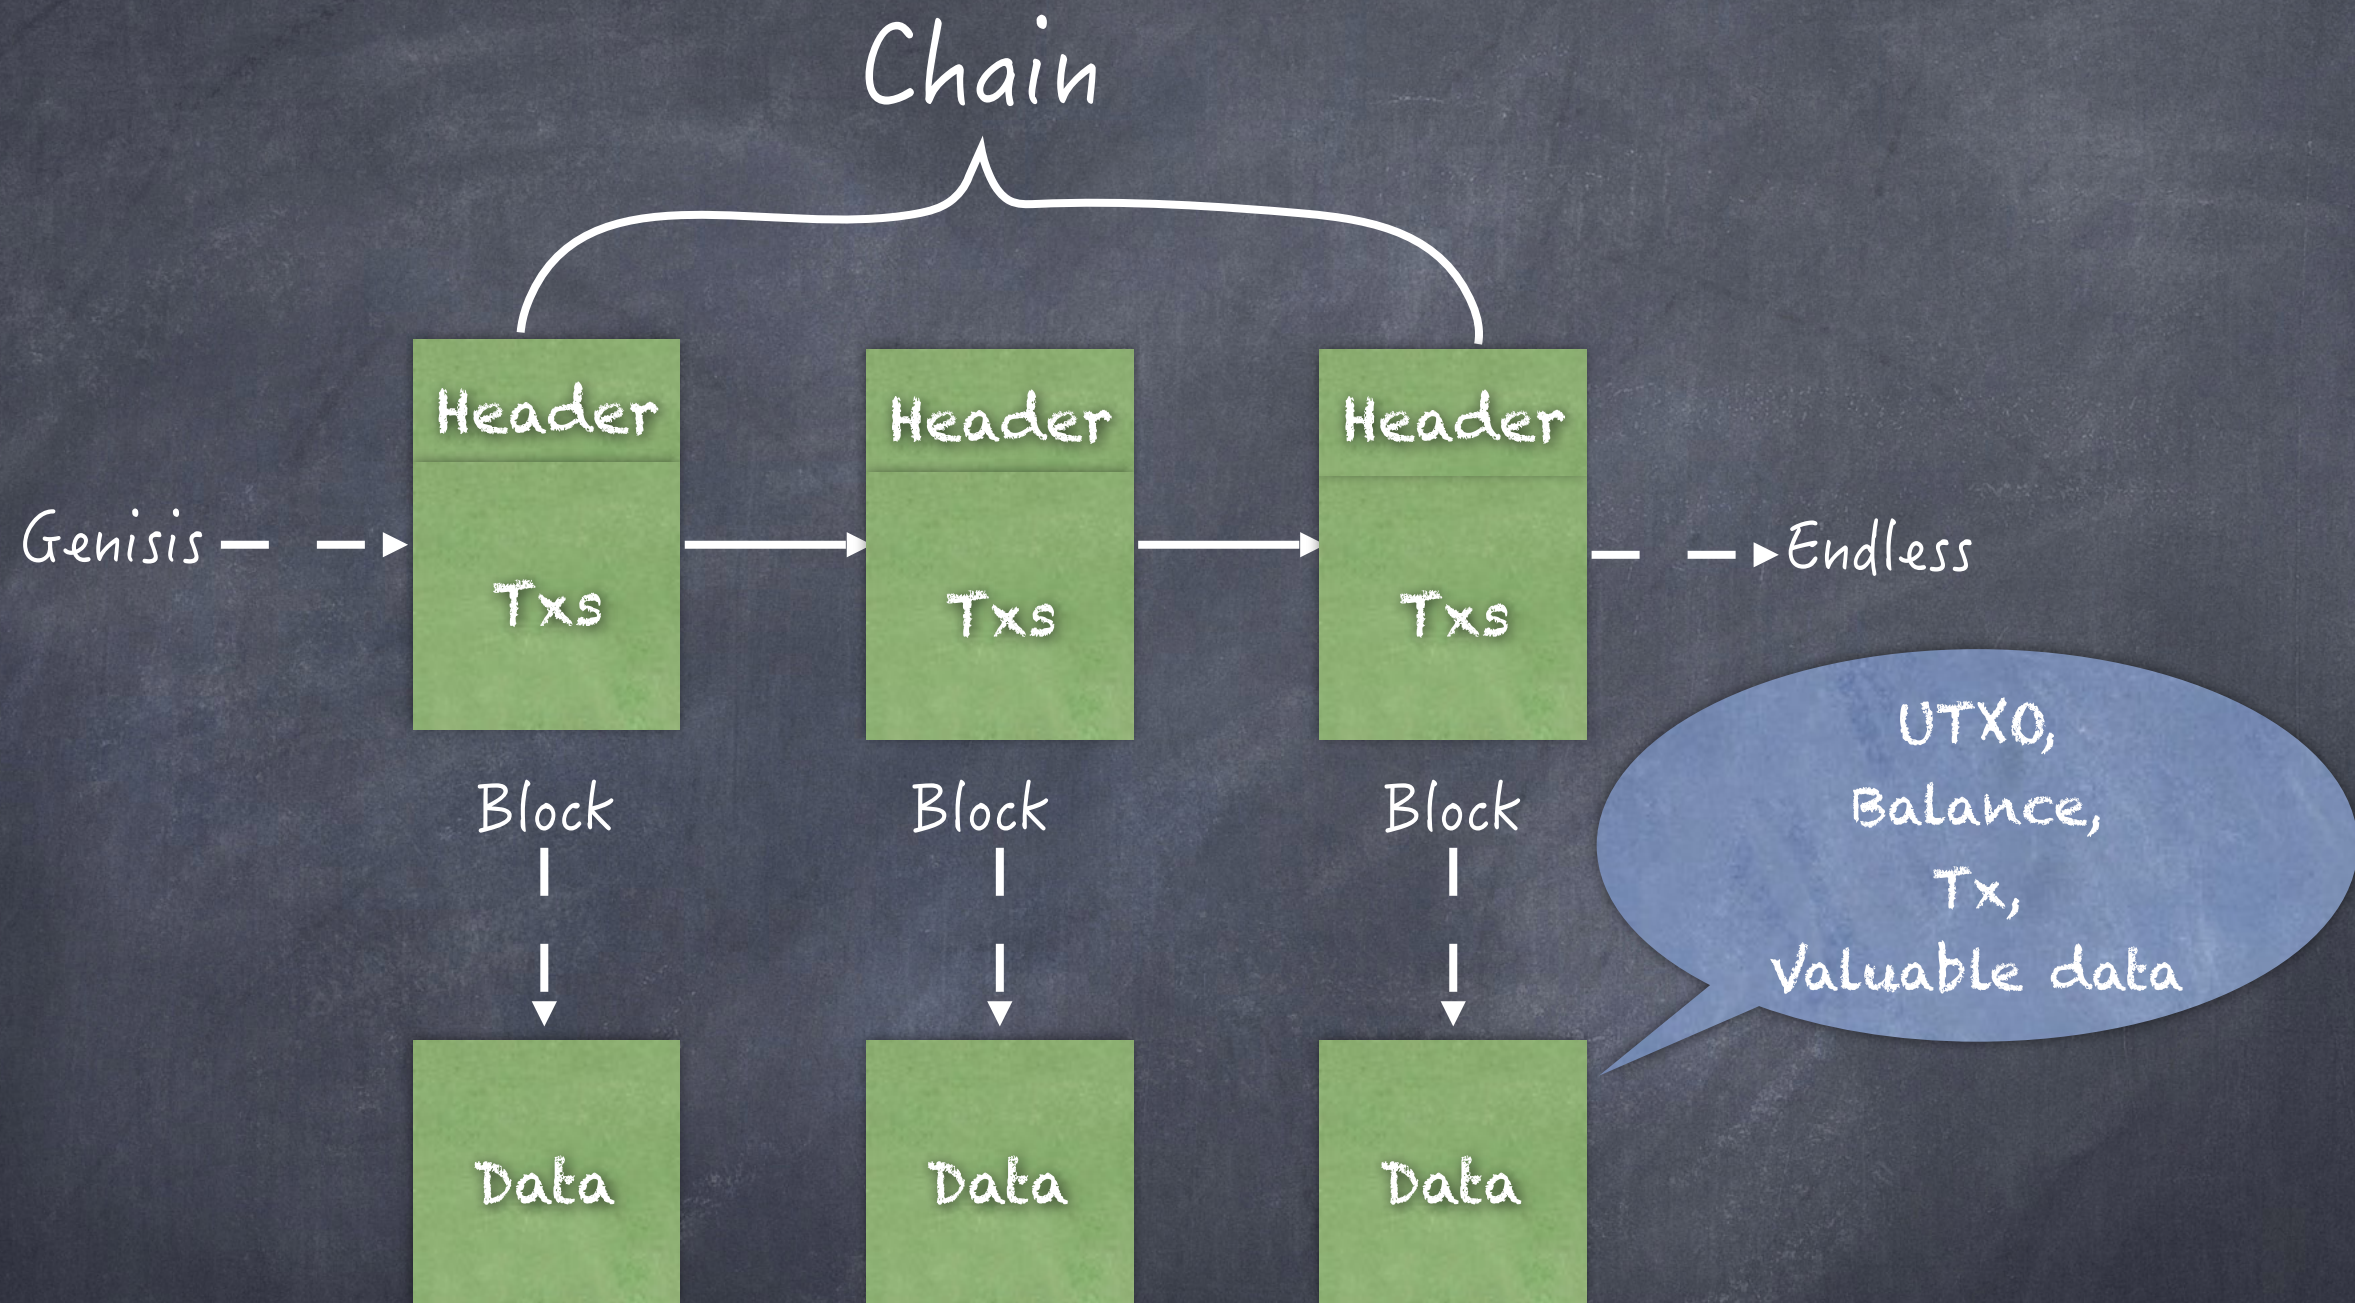 Chain
Header
Header
Header
Genisis
Txs
Txs
Txs
Endless
Block
Block
Block
UTXO,
Balance,
Tx,
Valuable data
Data
Data
Data